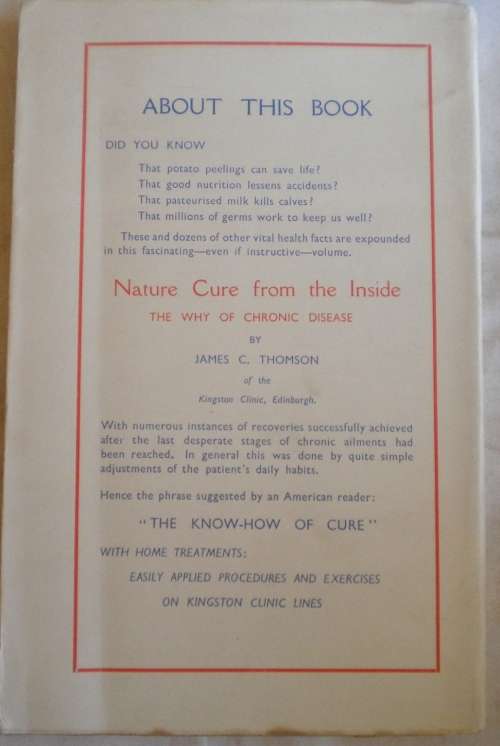 ABOUT THIS BOOK
DID YOU KNOW
That potato peelings can save life?
That good nutrition lessens accidents?
That pasteurised milk kills calves?
That millions of germs work to keep us well?
These and dozens of other vital health facts are expounded
in this fascinating—even if instructive—volume.
Nature Cure from the Inside
THE WHY OF CHRONIC DISEASE
BY
JAMES C. THOMSON
of the
Kingston Clinic, Edinburgh.
With numerous instances of recoveries successfully achieved
after the last desperate stages of chronic ailments had
been reached. In general this was done by quite simple
adjustments of the patient's daily habits.
Hence the phrase suggested by an American reader:
"THE KNOW-HOW OF CURE"
WITH HOME TREATMENTS:
EASILY APPLIED PROCEDURES AND EXERCISES
ON KINGSTON CLINIC LINES